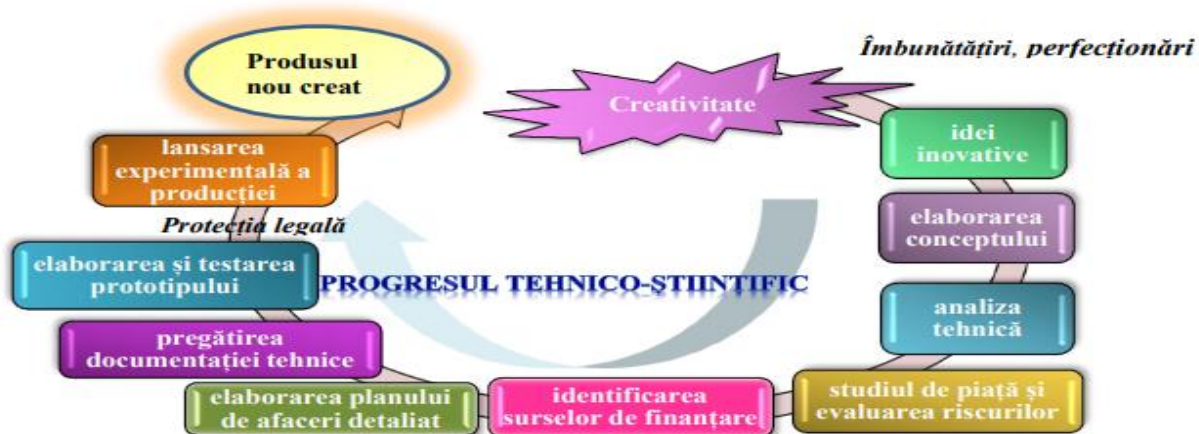 Produsul
nou creat
Îmbunătățiri, perfecționări
Creativitate
idei
inovative
elaborarea
conceptului
analiza
tehnică
studiul de piață și
evaluarea riscurilor
identificarea
surselor de finanțare
elaborarea planului
de afaceri detaliat
pregătirea
documentației tehnice
elaborarea și testarea
prototipului
Protecția legală
lansarea
experimentală a
producției
PROGRESUL TEHNICO-ȘTIINTIFIC